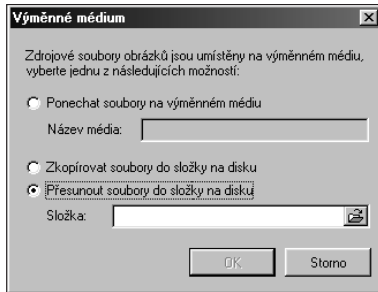 Výměnné médium
Zdrojové soubory obrázků jsou umístěny na výměnném médiu,
vyberte jednu z následujících možností:
Ponechat soubory na výměnném médiu
Název média:
Zkopírovat soubory do složky na disku
Přesunout soubory do složky na disku
Složka:
OK Storno